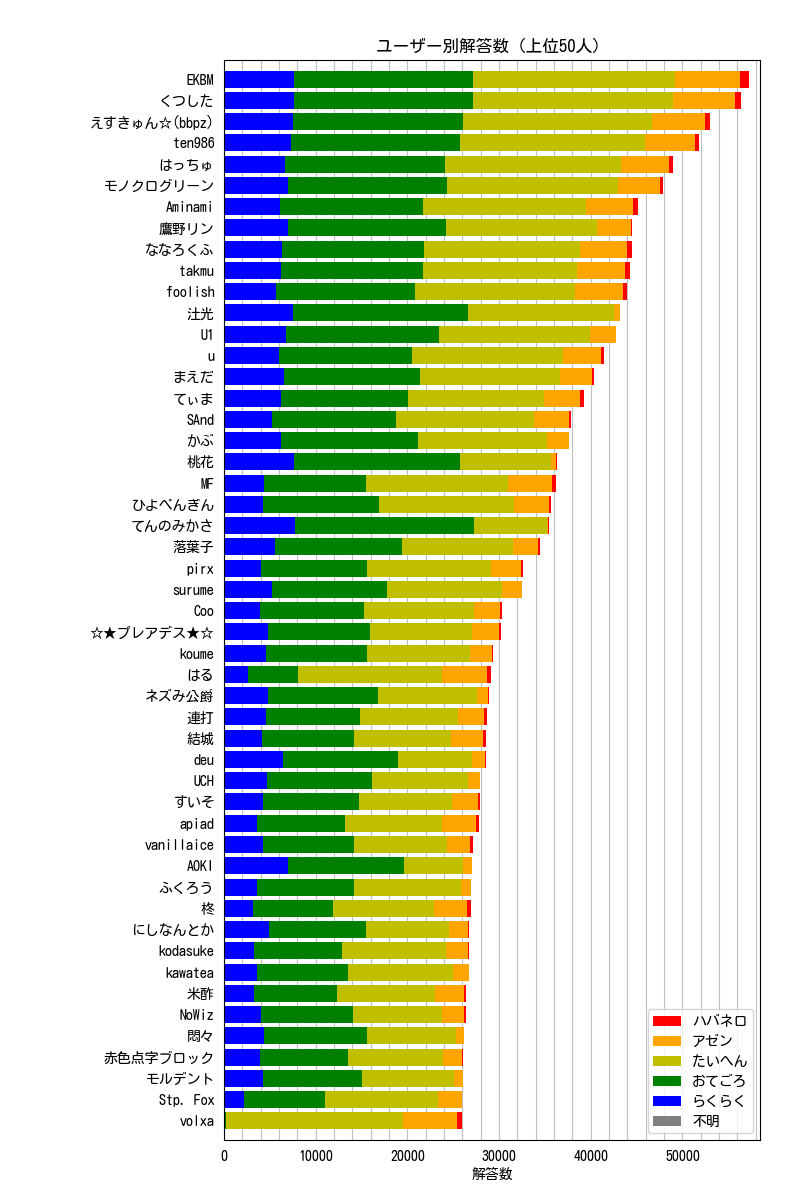 ユーザー別解答数 (上位50人)
EKBM
くつした
えすきゅん☆(bbpz)
ten986
はっちゅ
モノクログリーン
Aminami
鷹野リン
ななろくふ
takmu
foolish
汢光
U1
u
まえだ
てぃま
SAnd
かぶ
桃花
MF
ひよぺんぎん
てんのみかさ
落葉子
pirx
surume
Coo
☆★プレアデス★☆
koume
はる
ネズみ公爵
連打
結城
deu
UCH
すいそ
apiad
vanillaice
AOKI
ふくろう
柊
にしなんとか
kodasuke
kawatea
米酢
NoWiz
悶々
赤色点字ブロック
モルデント
Stp. Fox
volxa
ハバネロ
アゼン
たいへん
おてごろ
らくらく
不明
0 10000 20000 30000 40000 50000
解答数